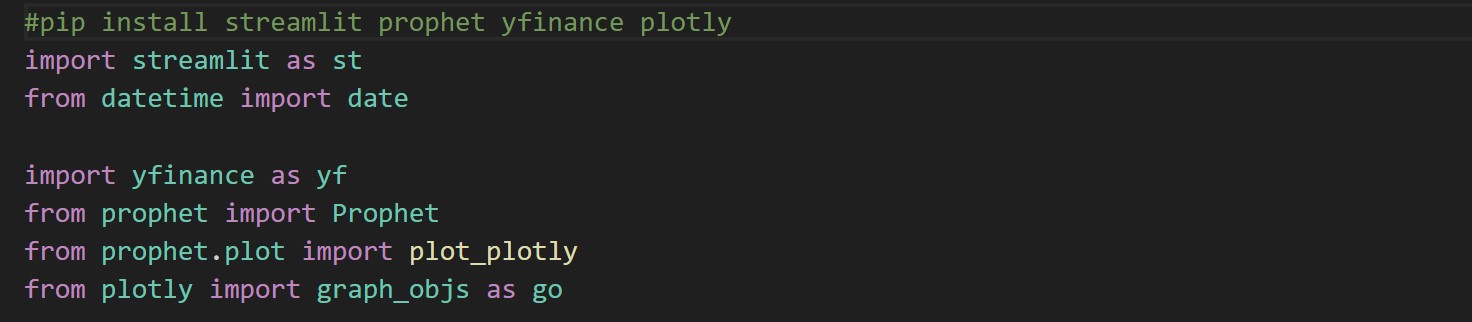 #pip install streamlit prophet yfinance plotly
import streamlit as st
from datetime import date
import yfinance as yf
from prophet import Prophet
from prophet.plot import plot_plotly
from plotly import graph_objs as go